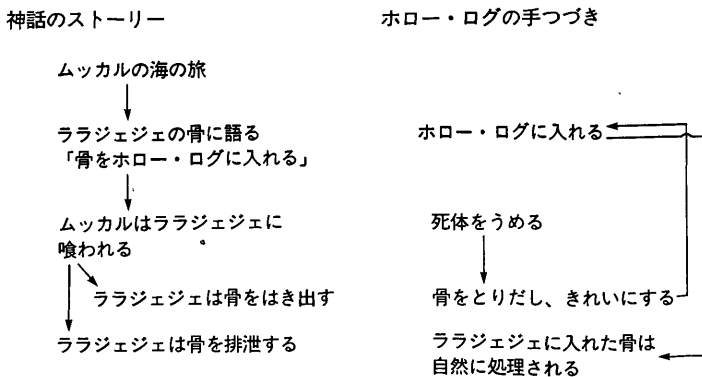 神話のストーリー
ムッカルの海の旅
ララジェジェの骨に語る
「骨をホロー・ログに入れる」
ムッカルはララジェジェに
喰われる
ララジェジェは骨をはき出す
ララジェジェは骨を排泄する
ホロー・ログの手つづき
ホロー・ログに入れる
死体をうめる
骨をとりだし、きれいにする
ララジェジェに入れた骨は
自然に処理される